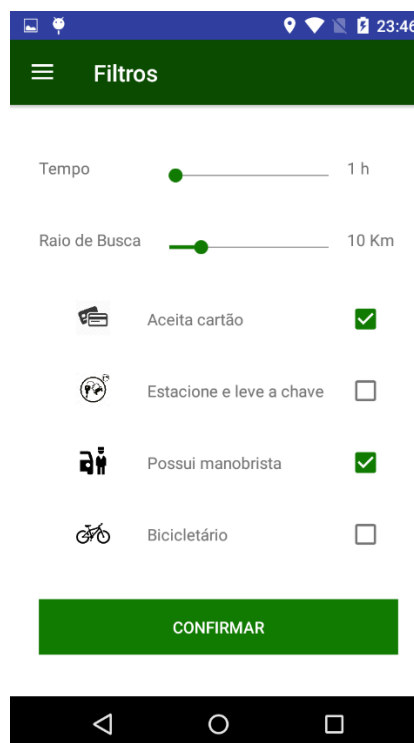 23:46
Filtros
Tempo 1 h
Raio de Busca 10 Km
Aceita cartão
Estacione e leve a chave
Possui manobrista
Bicicletário
CONFIRMAR